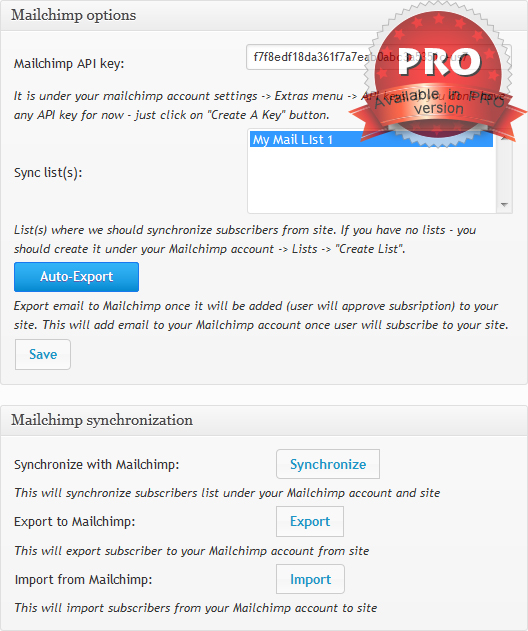 Mailchimp options
Mailchimp API key:
PRO
Available in PRO
version
It is under your mailchimp account settings -> Extras menu -> API
any API key for now - just click on "Create A Key" button.
Sync list(s):
My Mail LIst 1
List(s) where we should synchronize subscribers from site. If you have no lists - you
should create it under your Mailchimp account -> Lists -> "Create List".
Auto-Export
Export email to Mailchimp once it will be added (user will approve subsription) to your
site. This will add email to your Mailchimp account once user will subscribe to your site.
Save
Mailchimp synchronization
Synchronize with Mailchimp:
Synchronize
This will synchronize subscribers list under your Mailchimp account and site
Export to Mailchimp:
Export
This will export subscriber to your Mailchimp account from site
Import from Mailchimp:
Import
This will import subscribers from your Mailchimp account to site